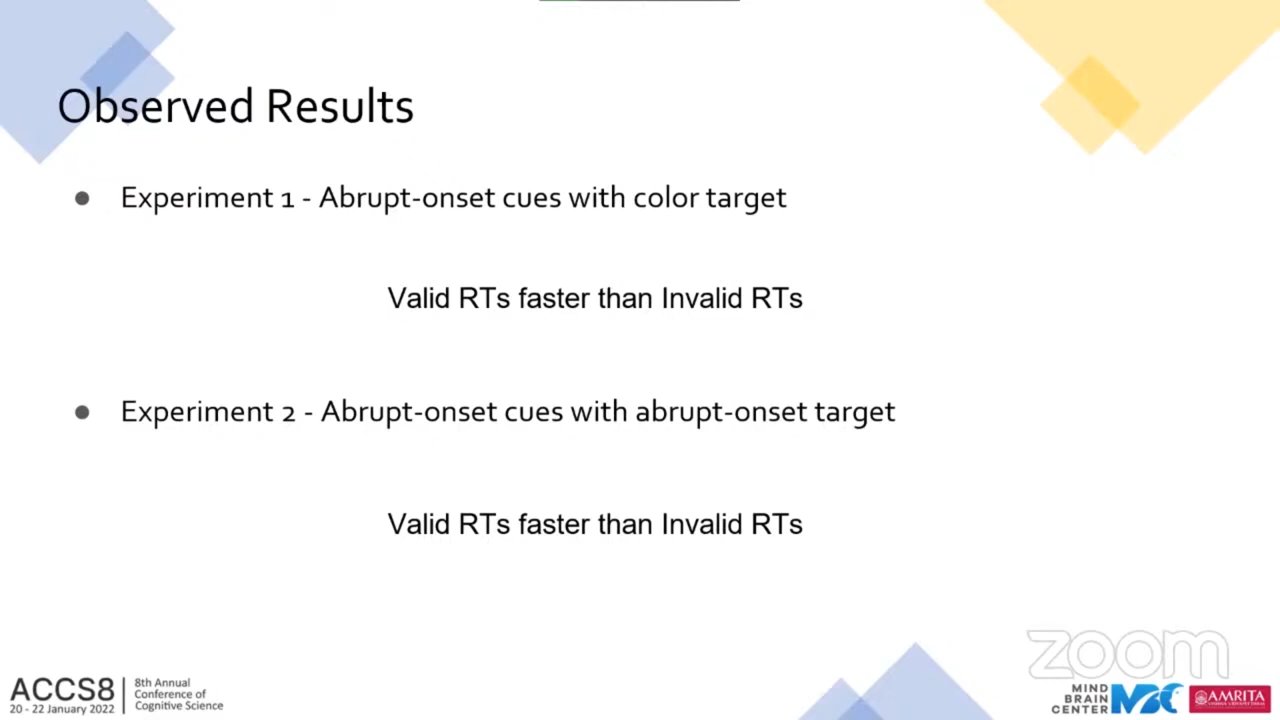 Observed Results
● Experiment 1 - Abrupt-onset cues with color target
Valid RTs faster than Invalid RTs
● Experiment 2 - Abrupt-onset cues with abrupt-onset target
Valid RTs faster than Invalid RTs
zoom
ACCS8
20 - 22 January 2022
8th Annual
Conference of
Cognitive Science
MIND
BRAIN
CENTER
MBC
AMRITA